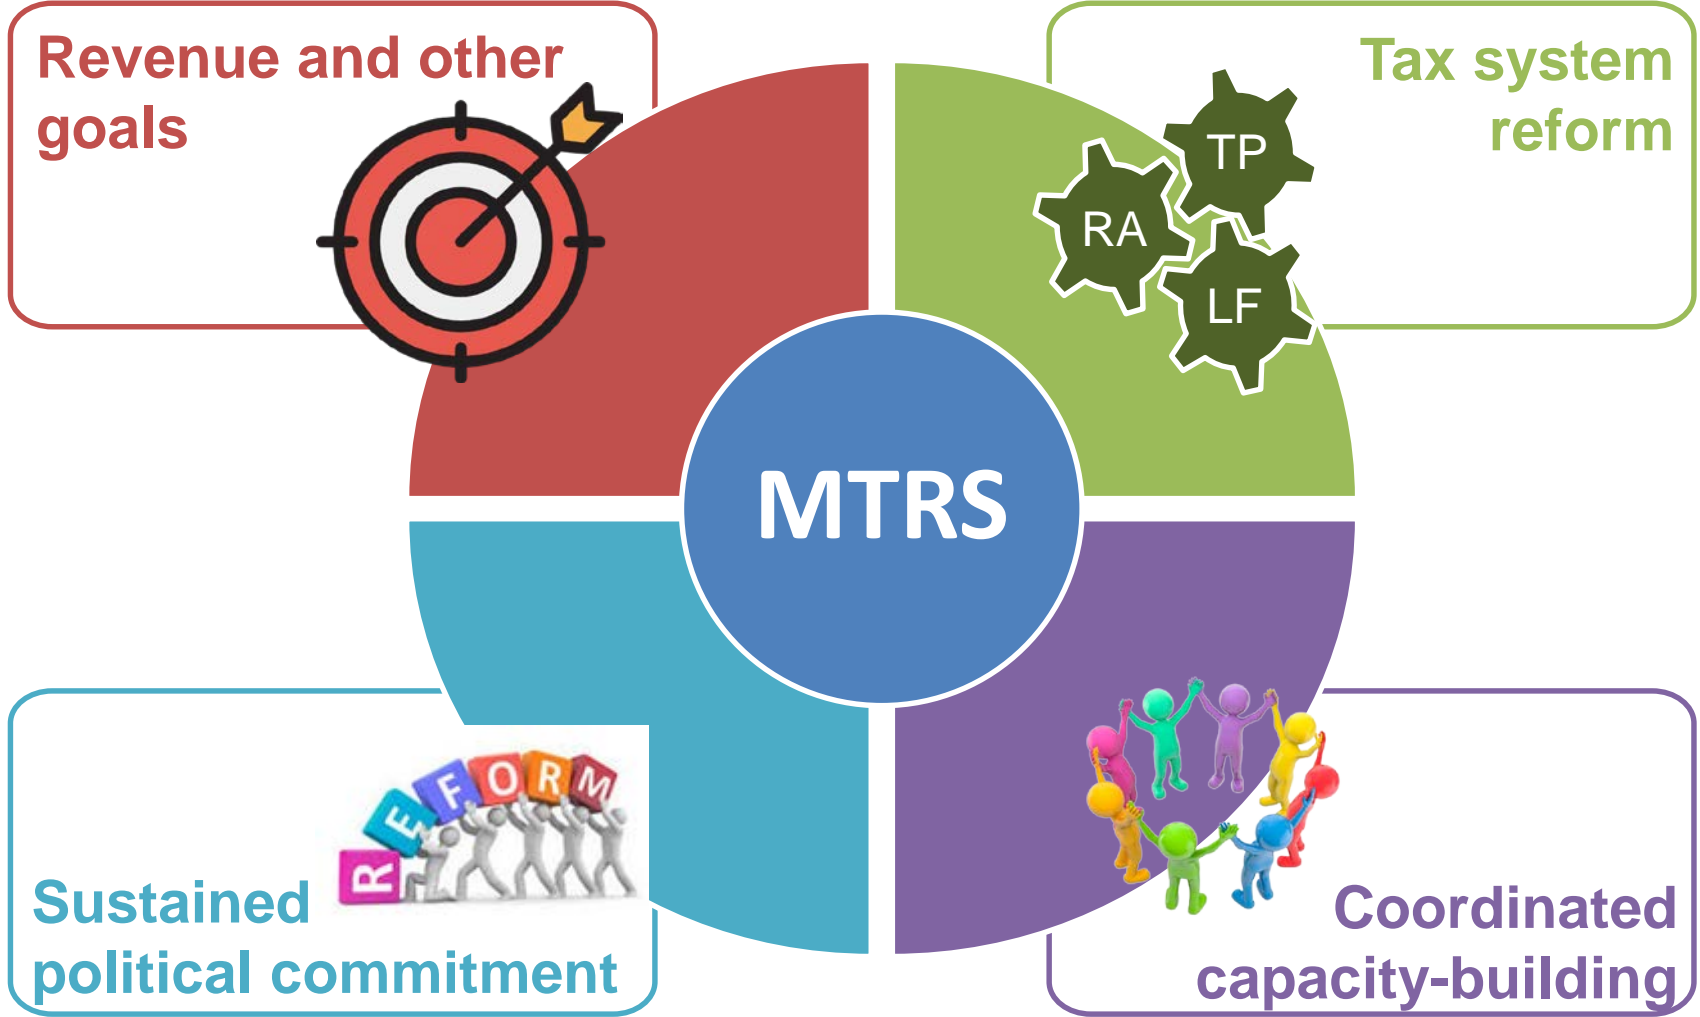 Revenue and other
goals
Tax system
reform
TP
RA
LF
MTRS
REFORM
Sustained
political commitment
Coordinated
capacity-building